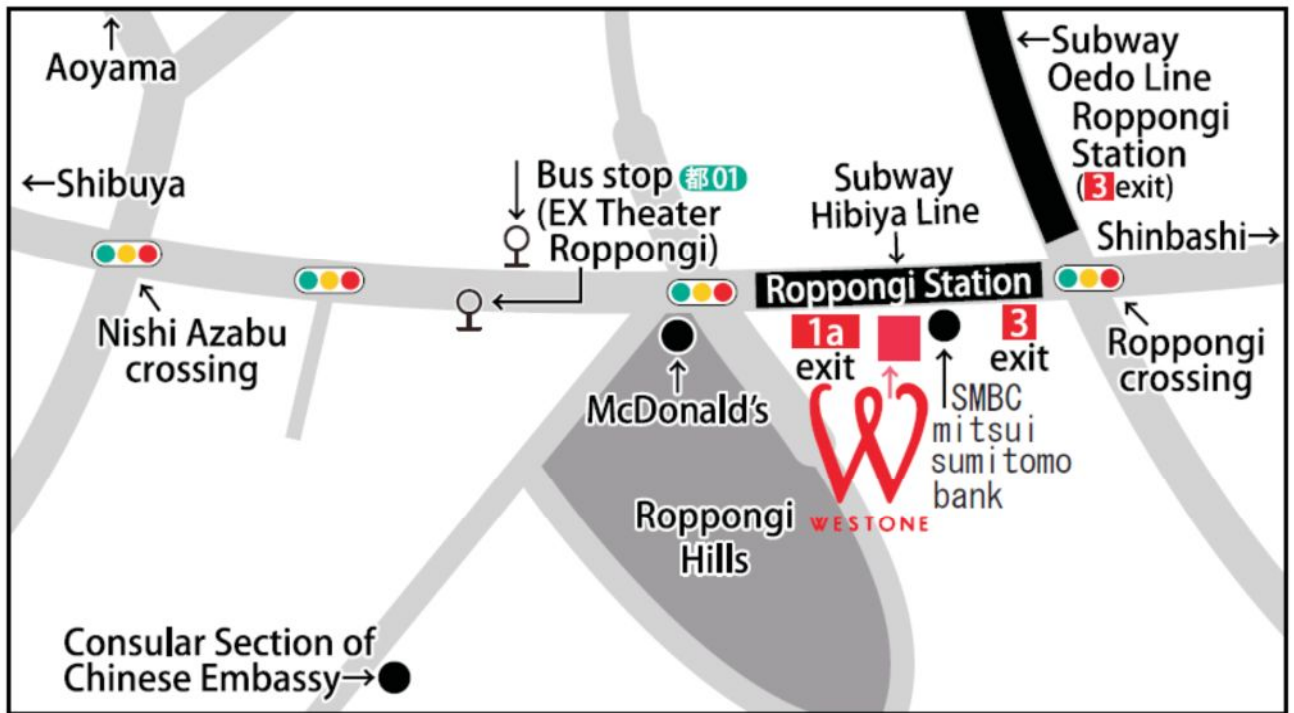 Aoyama
←Shibuya
Nishi Azabu
crossing
Bus stop 都01
(EX Theater
Roppongi)
McDonald's
Roppongi
Hills
Consular Section of
Chinese Embassy→
Subway
Hibiya Line
Roppongi Station
1a
exit
3
exit
WESTONE
SMBC
mitsui
sumitomo
bank
←Subway
Oedo Line
Roppongi
Station
(3exit)
Shinbashi→
Roppongi
crossing